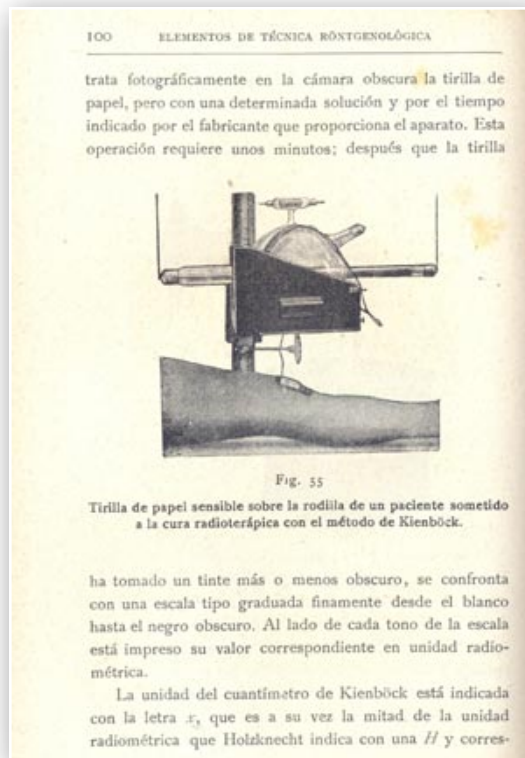 100 ELEMENTOS DE TÉCNICA RÖNTGENOLÓGICA
trata fotográficamente en la cámara obscura la tirilla de
papel, pero con una determinada solución y por el tiempo
indicado por el fabricante que proporciona el aparato. Esta
operación requiere unos minutos; después que la tirilla
Fig. 55
Tirilla de papel sensible sobre la rodilla de un paciente sometido
a la cura radioterápica con el método de Kienböck.
ha tomado un tinte más o menos obscuro, se confronta
con una escala tipo graduada finamente desde el blanco
hasta el negro obscuro. Al lado de cada tono de la escala
está impreso su valor correspondiente en unidad radio-
métrica.
La unidad del cuantímetro de Kienböck está indicada
con la letra x, que es a su vez la mitad de la unidad
radiométrica que Holzknecht indica con una H y corres-